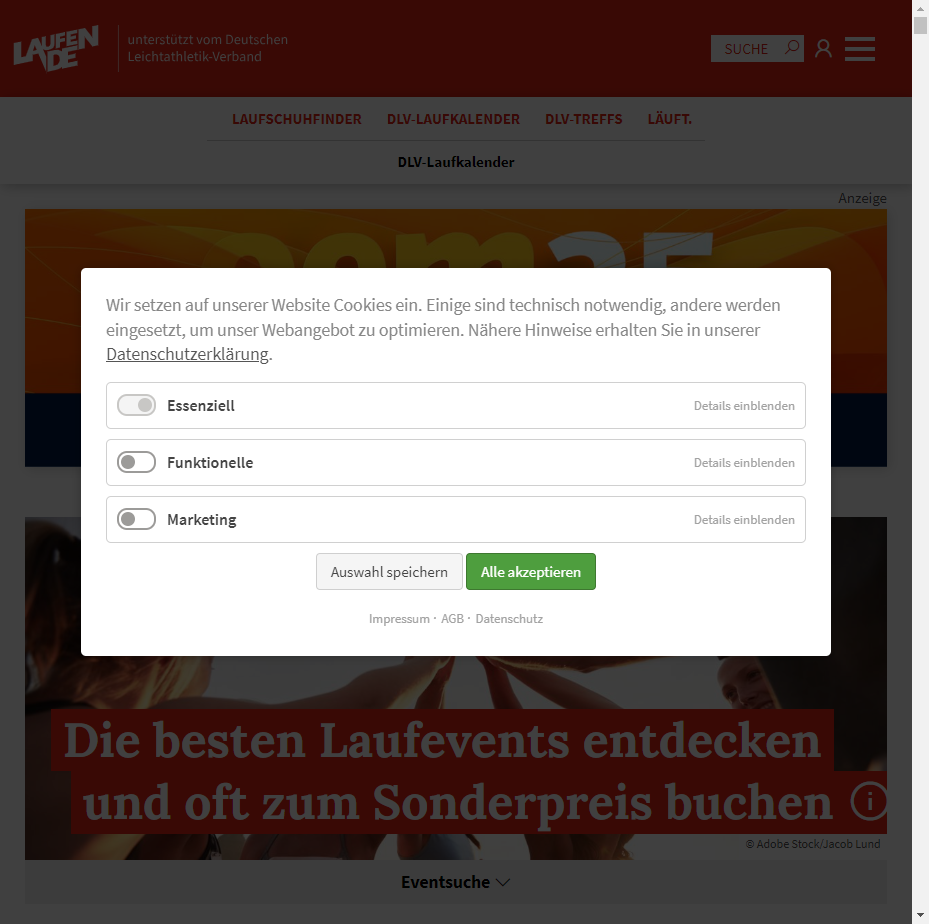 LAUFEN
DE
unterstützt vom Deutschen
Leichtathletik-Verband
SUCHE
LAUFSCHUHFINDER DLV-LAUFKALENDER DLV-TREFFS LÄUFT.
DLV-Laufkalender
Anzeige
Wir setzen auf unserer Website Cookies ein. Einige sind technisch notwendig, andere werden
eingesetzt, um unser Webangebot zu optimieren. Nähere Hinweise erhalten Sie in unserer
Datenschutzerklärung.
Essenziell Details einblenden
Funktionelle Details einblenden
Marketing Details einblenden
Auswahl speichern Alle akzeptieren
Impressum · AGB · Datenschutz
Die besten Laufevents entdecken
und oft zum Sonderpreis buchen
© Adobe Stock/Jacob Lund
Eventsuche